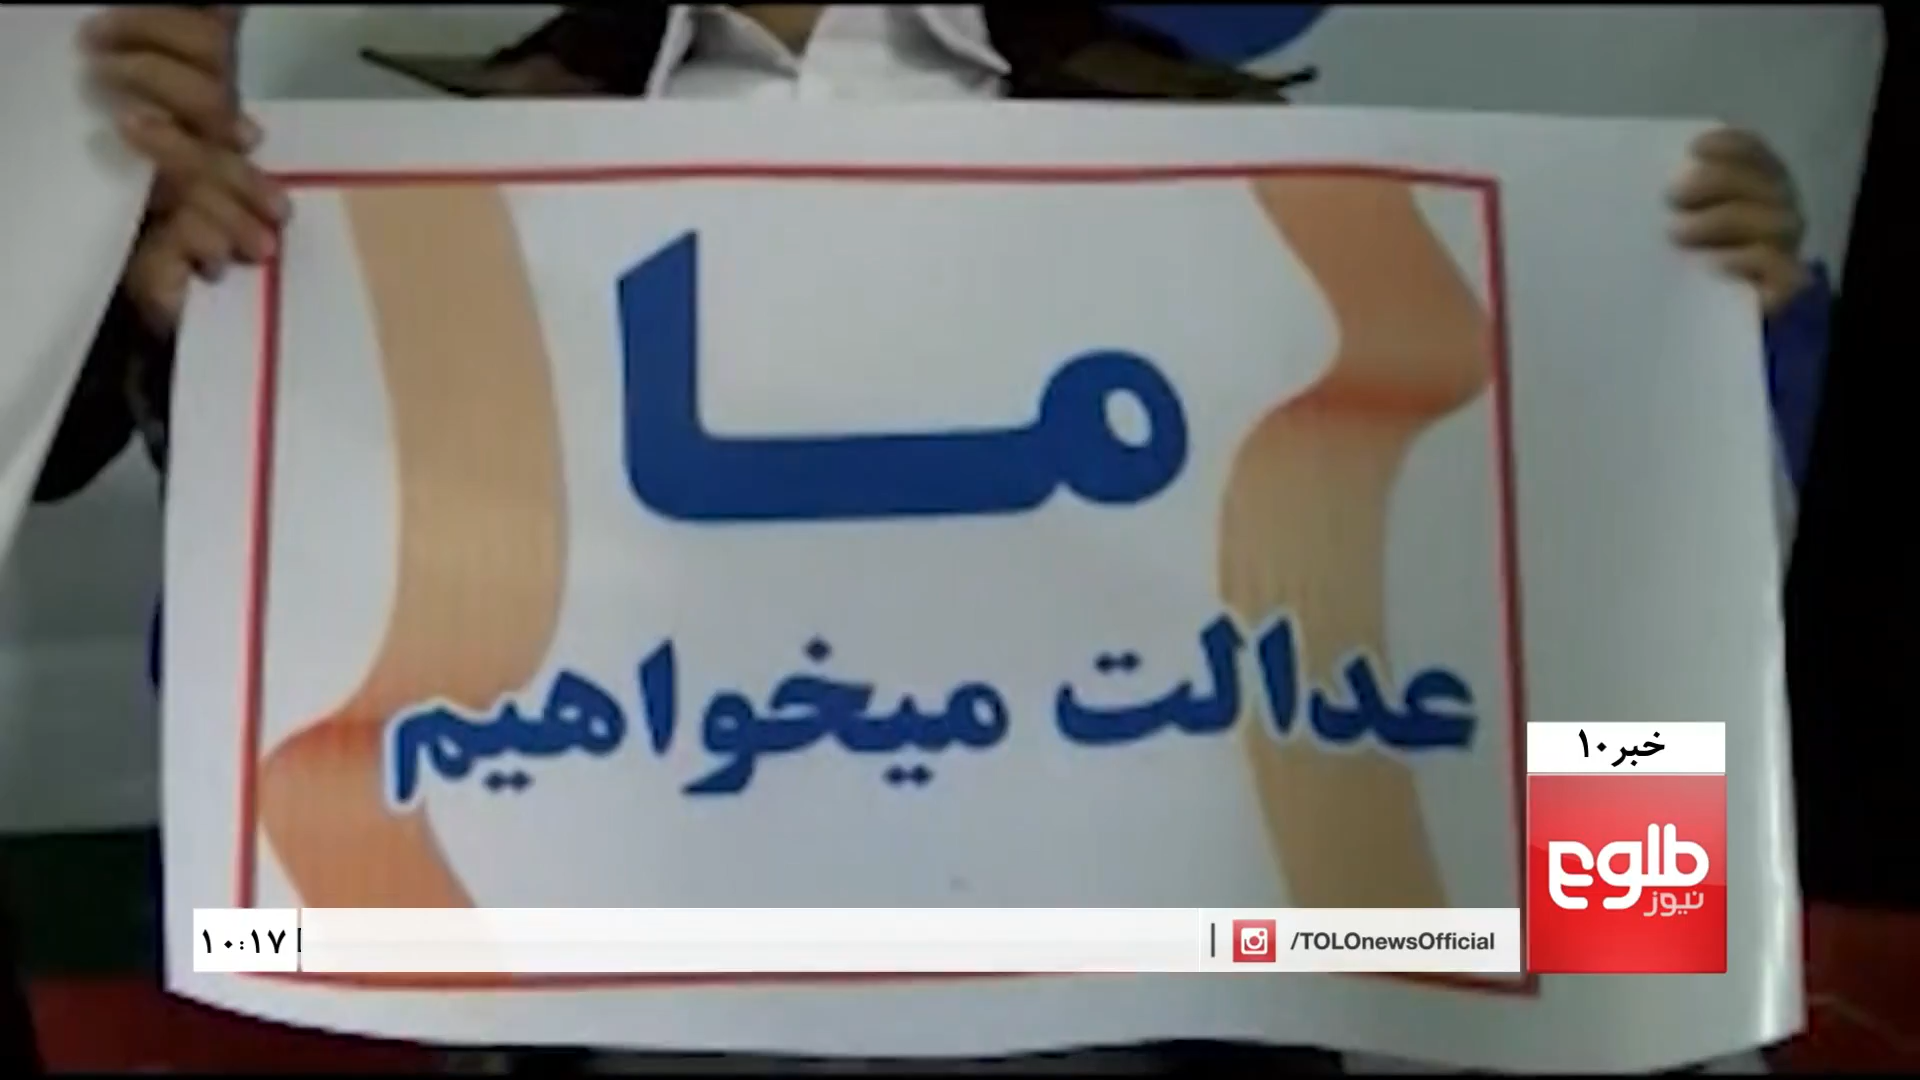 ما
عدالت میخواهیم
خبر۱۰
طلوع
نیوز
/TOLOnewsOfficial |
۱۰:۱۷